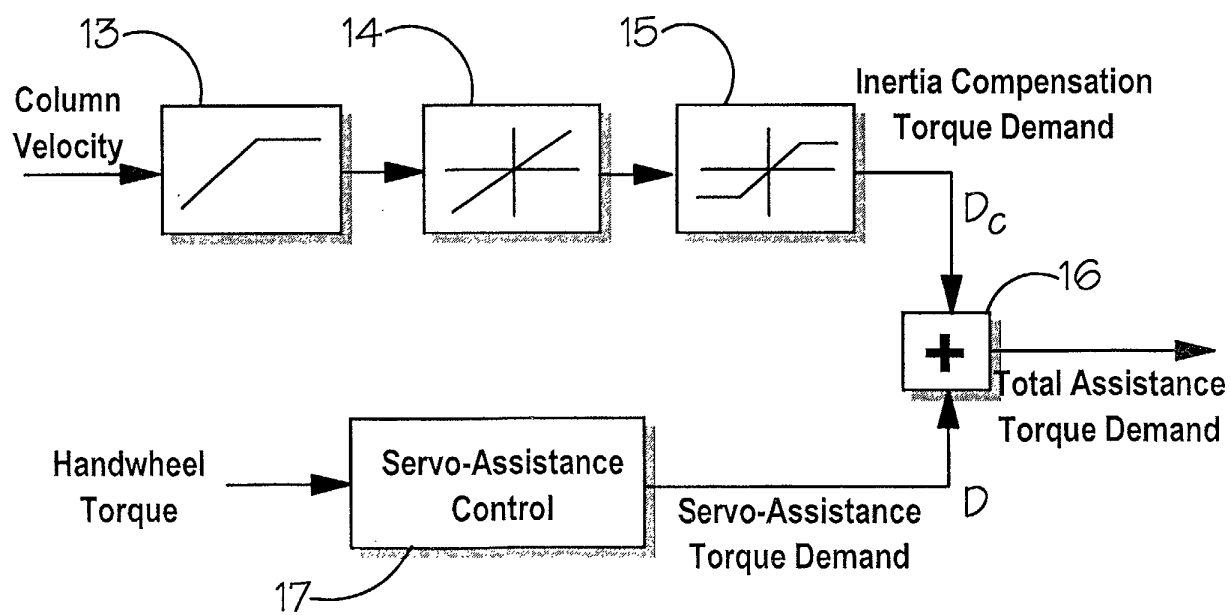 13
14
15
Column
Velocity
Inertia Compensation
Torque Demand
Dc
16
+
Total Assistance
Torque Demand
Handwheel
Torque
Servo-Assistance
Control
Servo-Assistance
Torque Demand
D
17